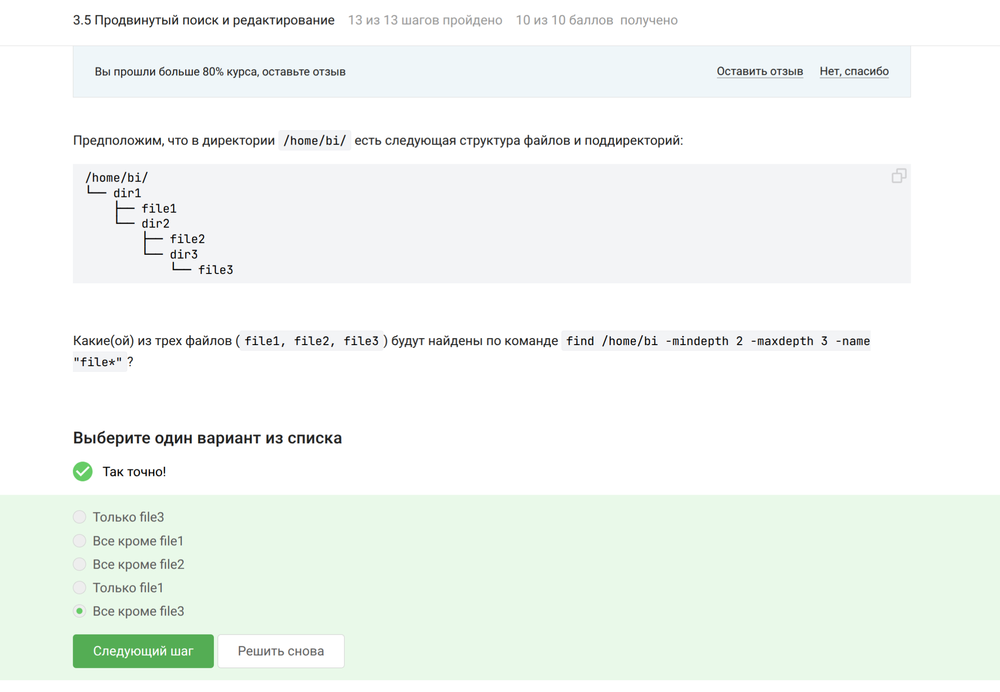 3.5 Продвинутый поиск и редактирование 13 из 13 шагов пройдено 10 из 10 баллов получено
Вы прошли больше 80% курса, оставьте отзыв Оставить отзыв Нет, спасибо
Предположим, что в директории /home/bi/ есть следующая структура файлов и поддиректорий:
/home/bi/
└── dir1
    ├── file1
    └── dir2
        ├── file2
        └── dir3
            └── file3
Какие(ой) из трех файлов (file1, file2, file3) будут найдены по команде find /home/bi -mindepth 2 -maxdepth 3 -name
"file*"?
Выберите один вариант из списка
Так точно!
Только file3
Все кроме file1
Все кроме file2
Только file1
Все кроме file3
Следующий шаг Решить снова